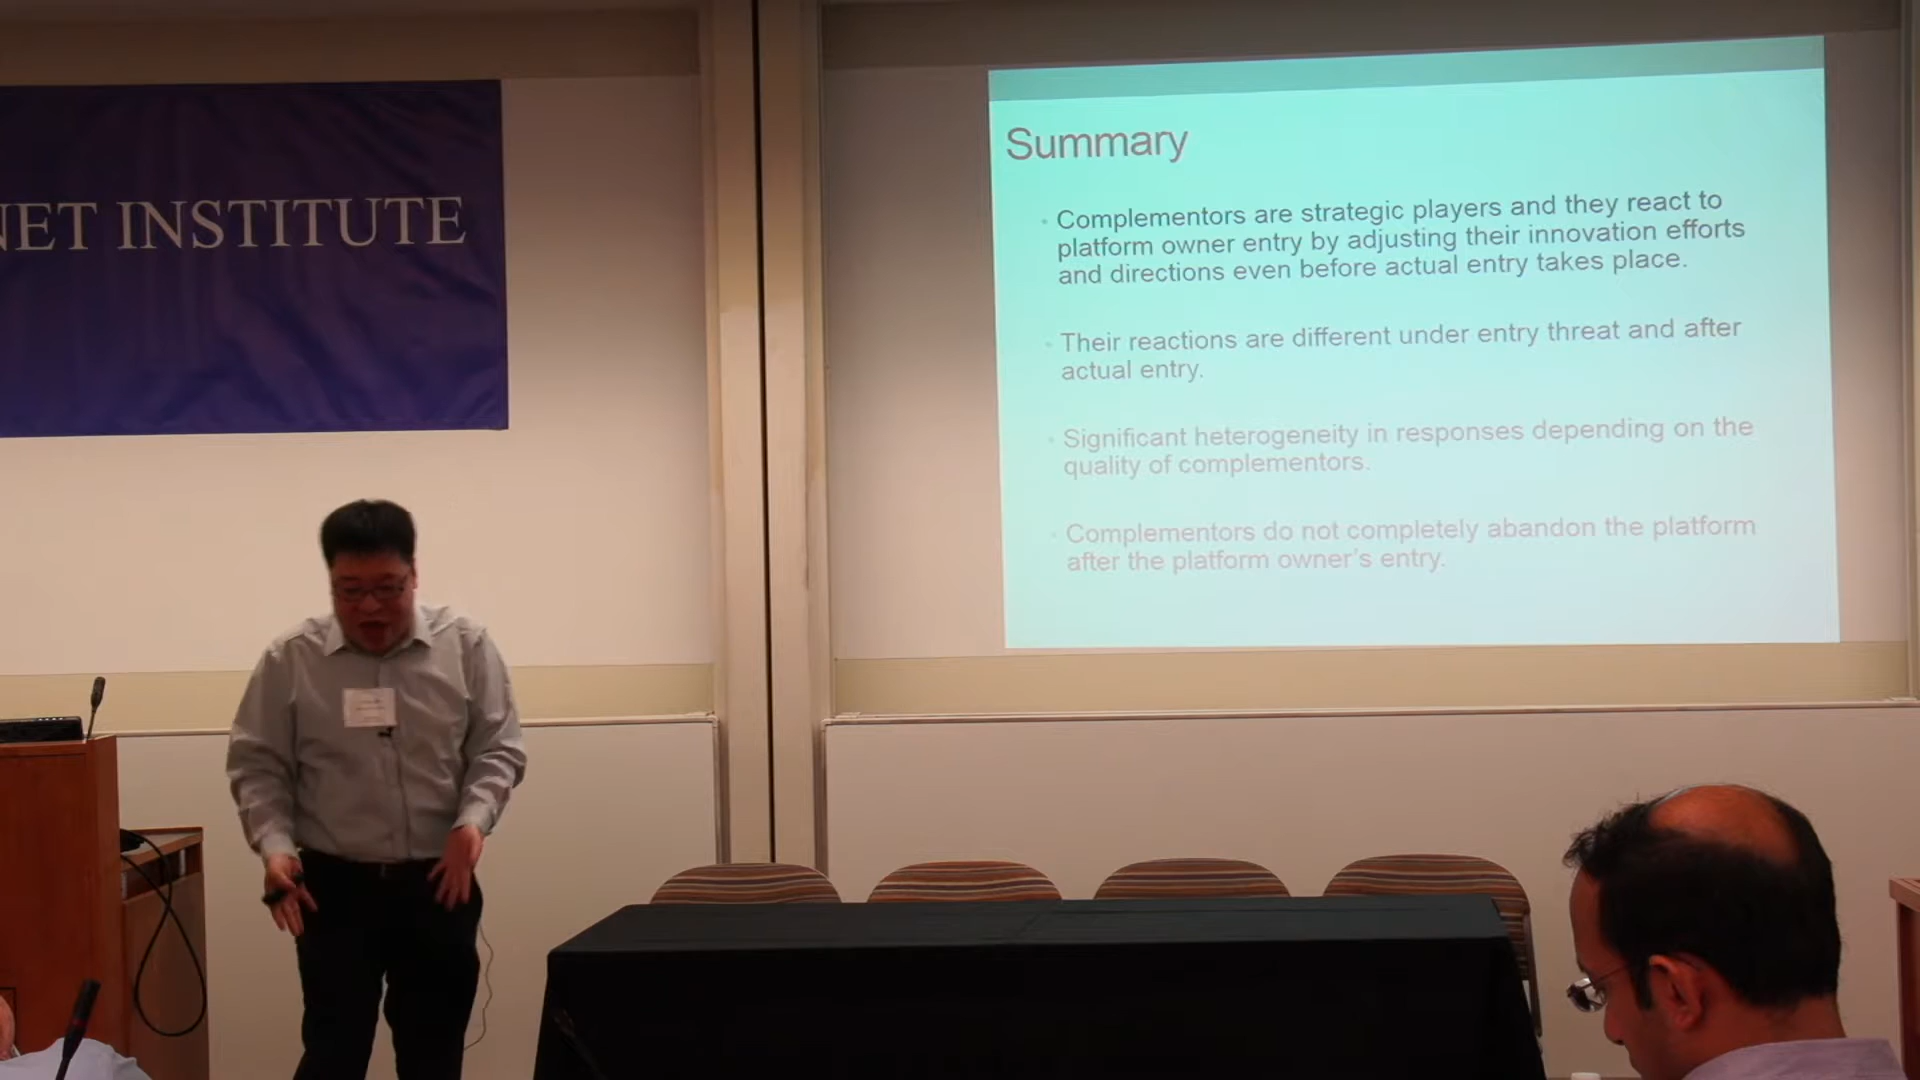 NET INSTITUTE
Summary
Complementors are strategic players and they react to
platform owner entry by adjusting their innovation efforts
and directions even before actual entry takes place.
Their reactions are different under entry threat and after
actual entry.
Significant heterogeneity in responses depending on the
quality of complementors.
Complementors do not completely abandon the platform
after the platform owner's entry.